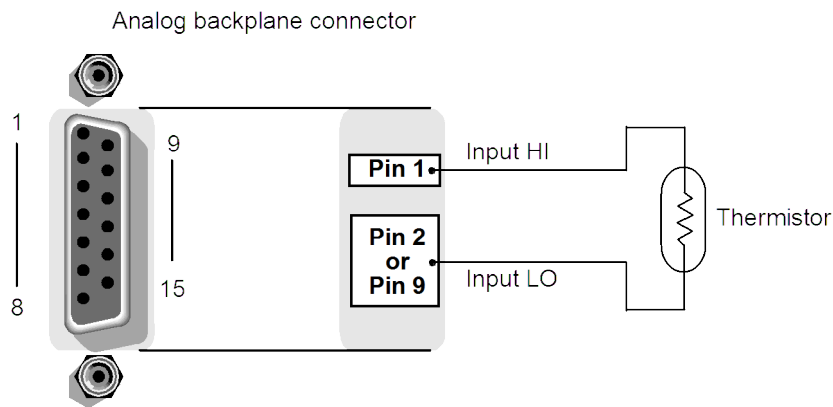 Analog backplane connector
1
9
15
8
Pin 1
Input HI
Pin 2
or
Pin 9
Input LO
Thermistor